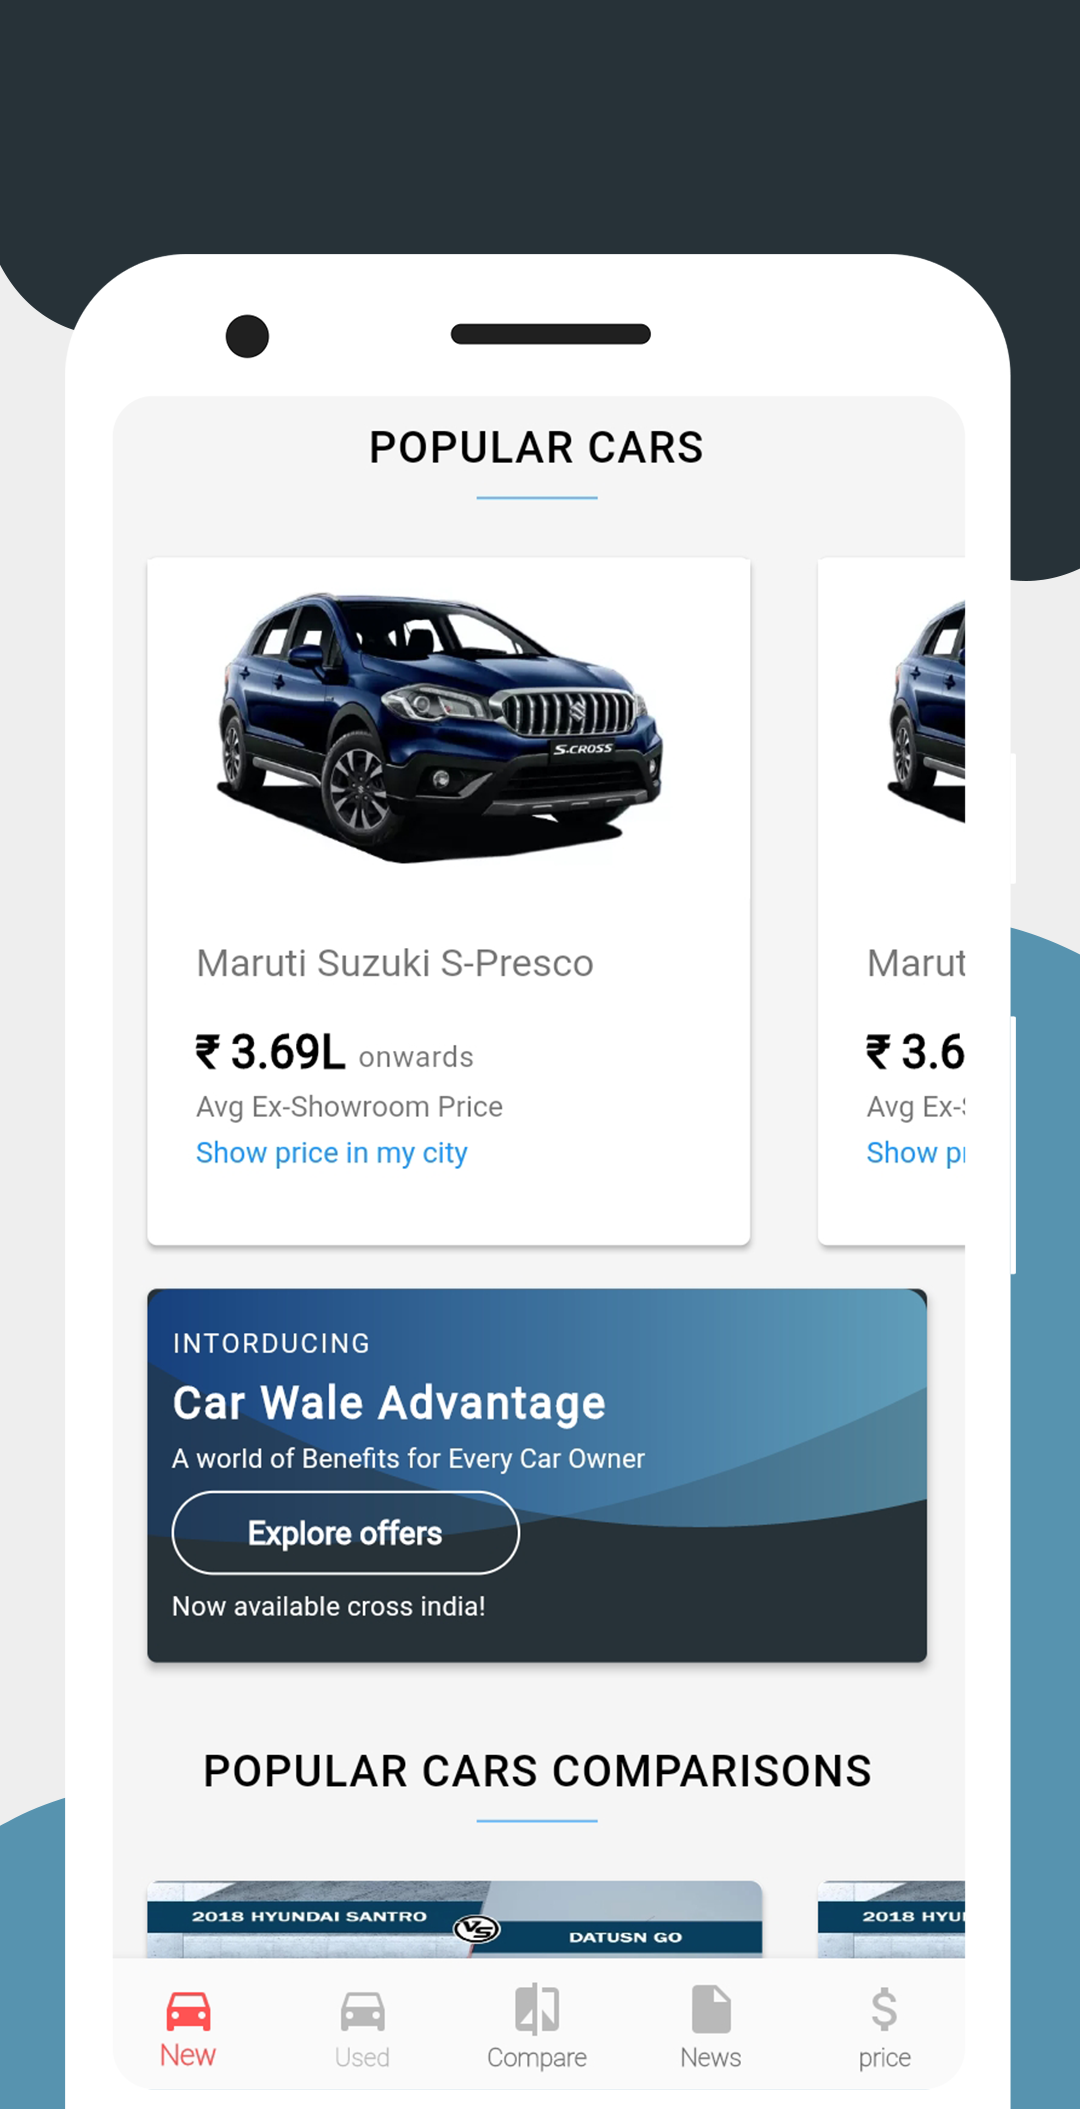 POPULAR CARS
S-CROSS
Maruti Suzuki S-Presco
₹ 3.69L onwards
Avg Ex-Showroom Price
Show price in my city
Marut
₹ 3.6
Avg Ex-S
Show pr
INTORDUCING
Car Wale Advantage
A world of Benefits for Every Car Owner
Explore offers
Now available cross india!
POPULAR CARS COMPARISONS
2018 HYUNDAI SANTRO
VS
DATUSN GO
2018 HYU
New
Used
Compare
News
price